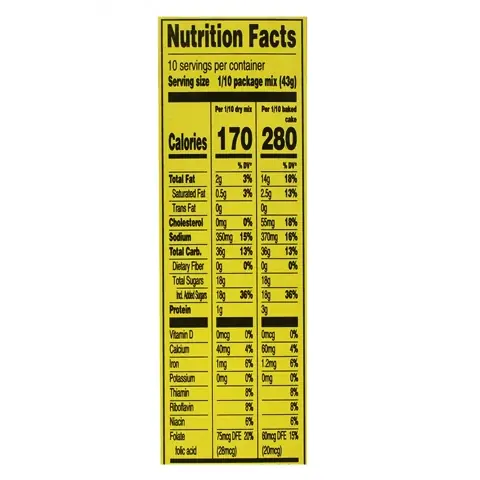 Nutrition Facts
10 servings per container
Serving size 1/10 package mix (43g)
Per 1/10 dry mix Per 1/10 baked cake
Calories 170 280
% DV* % DV*
Total Fat 2g 3% 14g 18%
Saturated Fat 0.5g 3% 2.5g 13%
Trans Fat 0g 0g
Cholesterol 0mg 0% 55mg 18%
Sodium 350mg 15% 370mg 16%
Total Carb. 36g 13% 36g 13%
Dietary Fiber 0g 0% 0g 0%
Total Sugars 18g 18g
Incl. Added Sugars 18g 36% 18g 36%
Protein 1g 3g
Vitamin D 0mcg 0% 0mcg 0%
Calcium 40mg 4% 60mg 4%
Iron 1mg 6% 1.2mg 6%
Potassium 0mg 0% 0mg 0%
Thiamin 8% 8%
Riboflavin 8% 8%
Niacin 6% 6%
Folate 75mcg DFE 20% 60mcg DFE 15%
folic acid (28mcg) (20mcg)